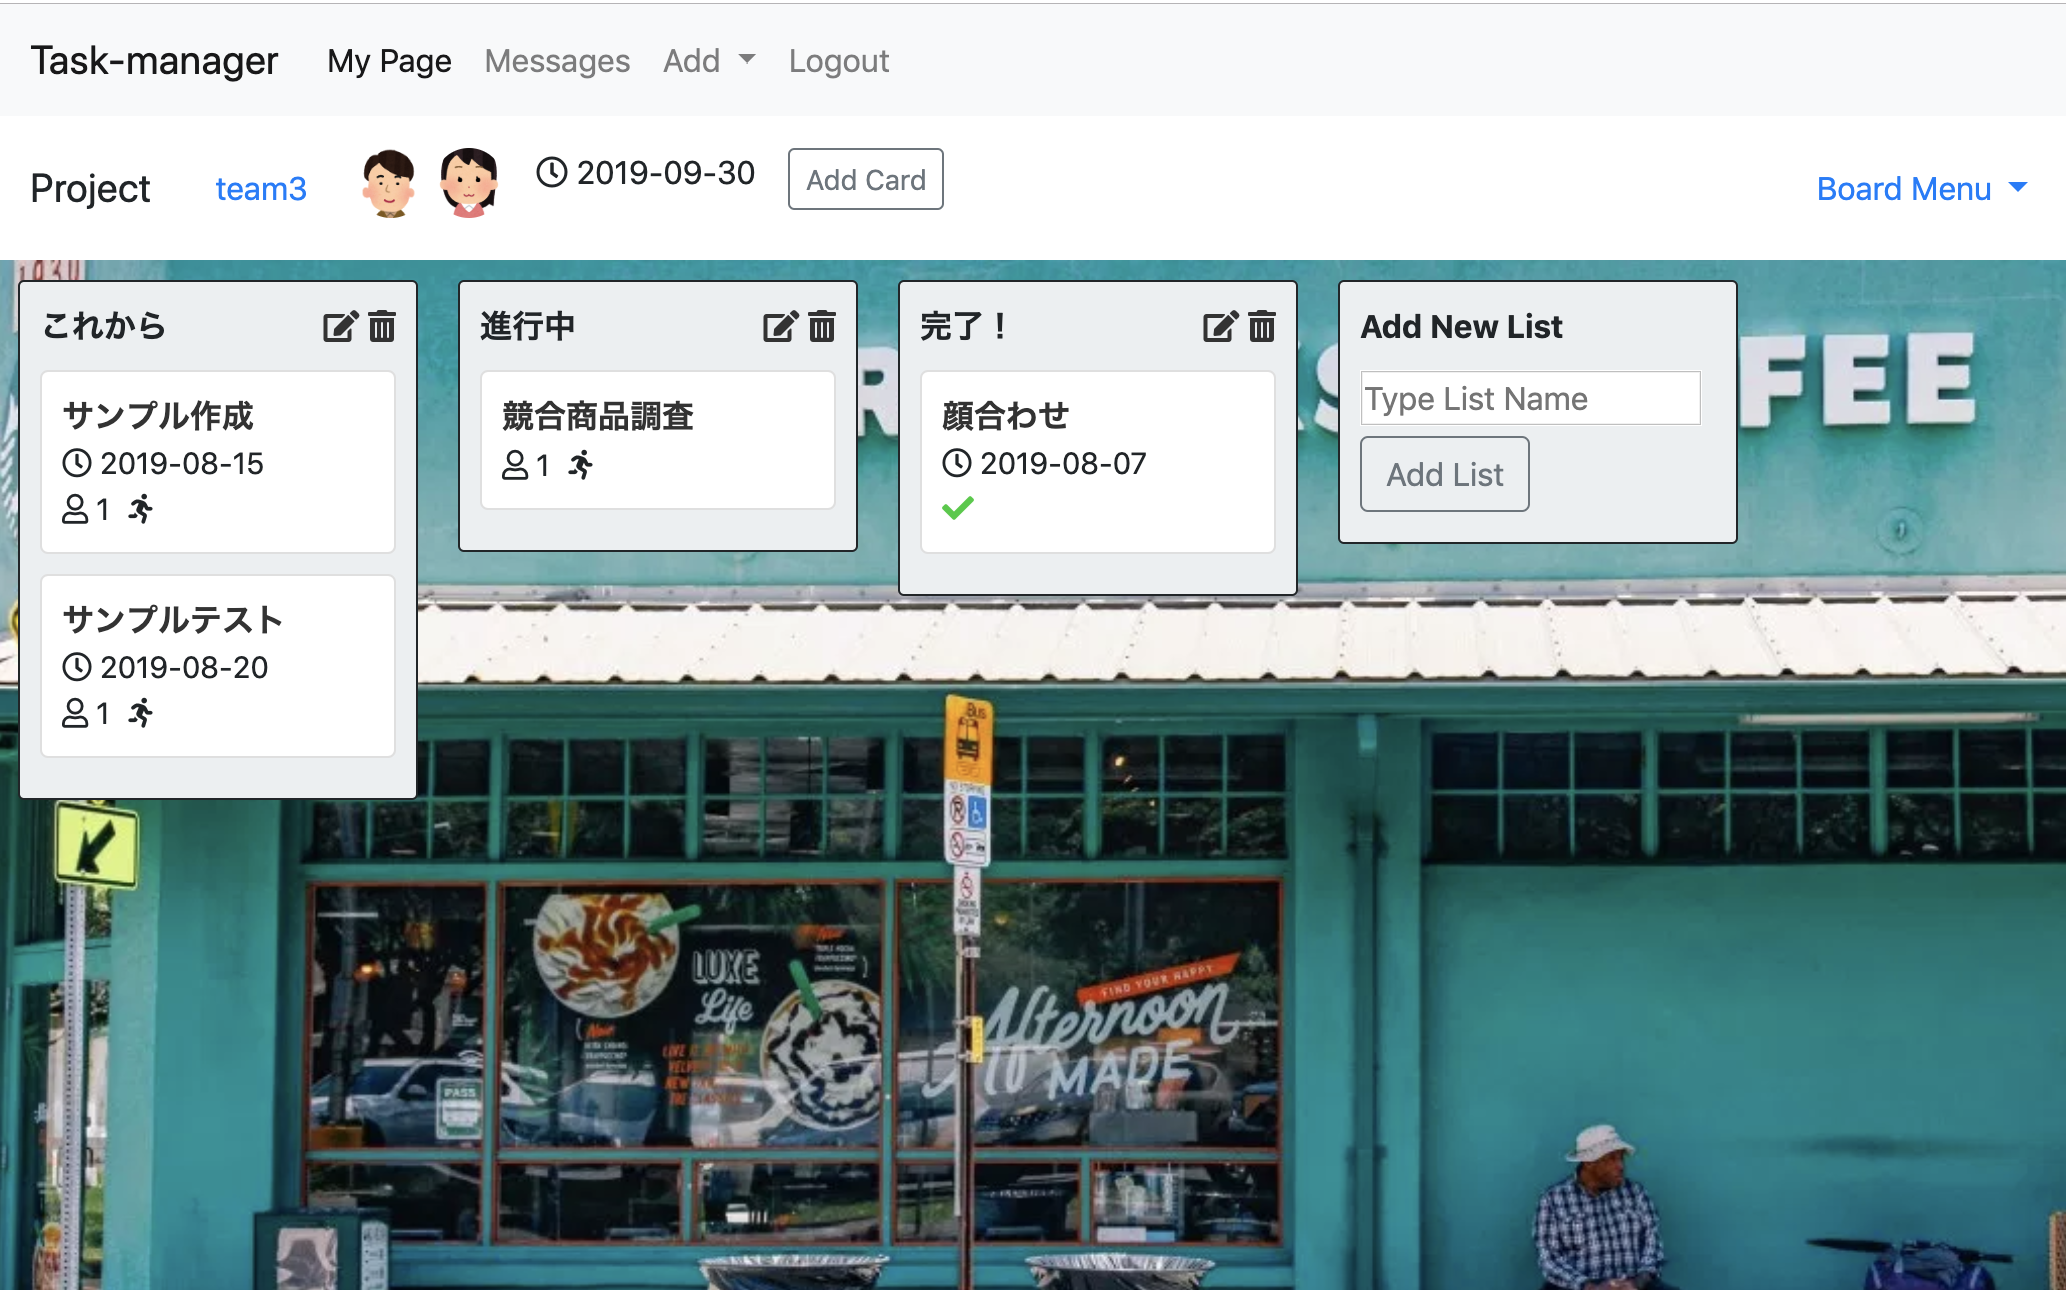 Task-manager My Page Messages Add Logout
Project team3 2019-09-30 Add Card Board Menu
これから
サンプル作成
2019-08-15
1
サンプルテスト
2019-08-20
1
進行中
競合商品調査
1
完了！
顔合わせ
2019-08-07
Add New List
Type List Name
Add List
FEE
Bus
LUXE
Life
New
FIND YOUR HAPPY
Afternoon
MADE
PASS